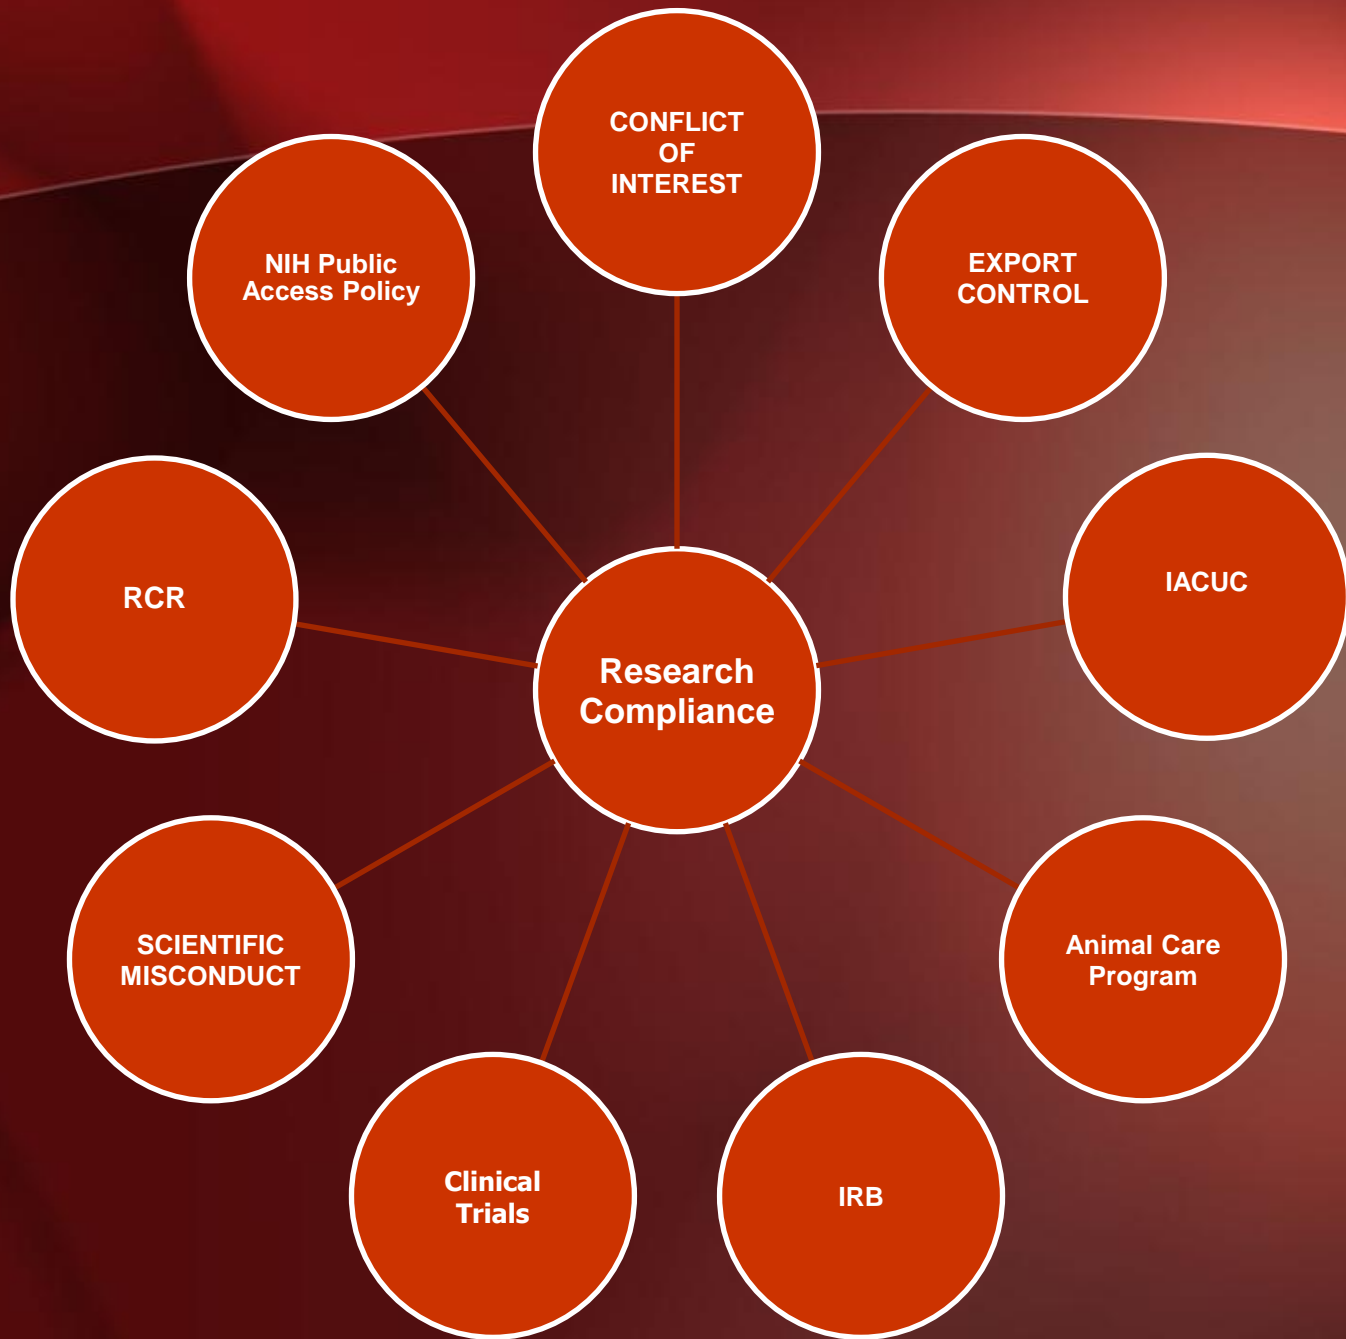 CONFLICT
OF
INTEREST
NIH Public
Access Policy
EXPORT
CONTROL
RCR
IACUC
Research
Compliance
SCIENTIFIC
MISCONDUCT
Animal Care
Program
Clinical
Trials
IRB